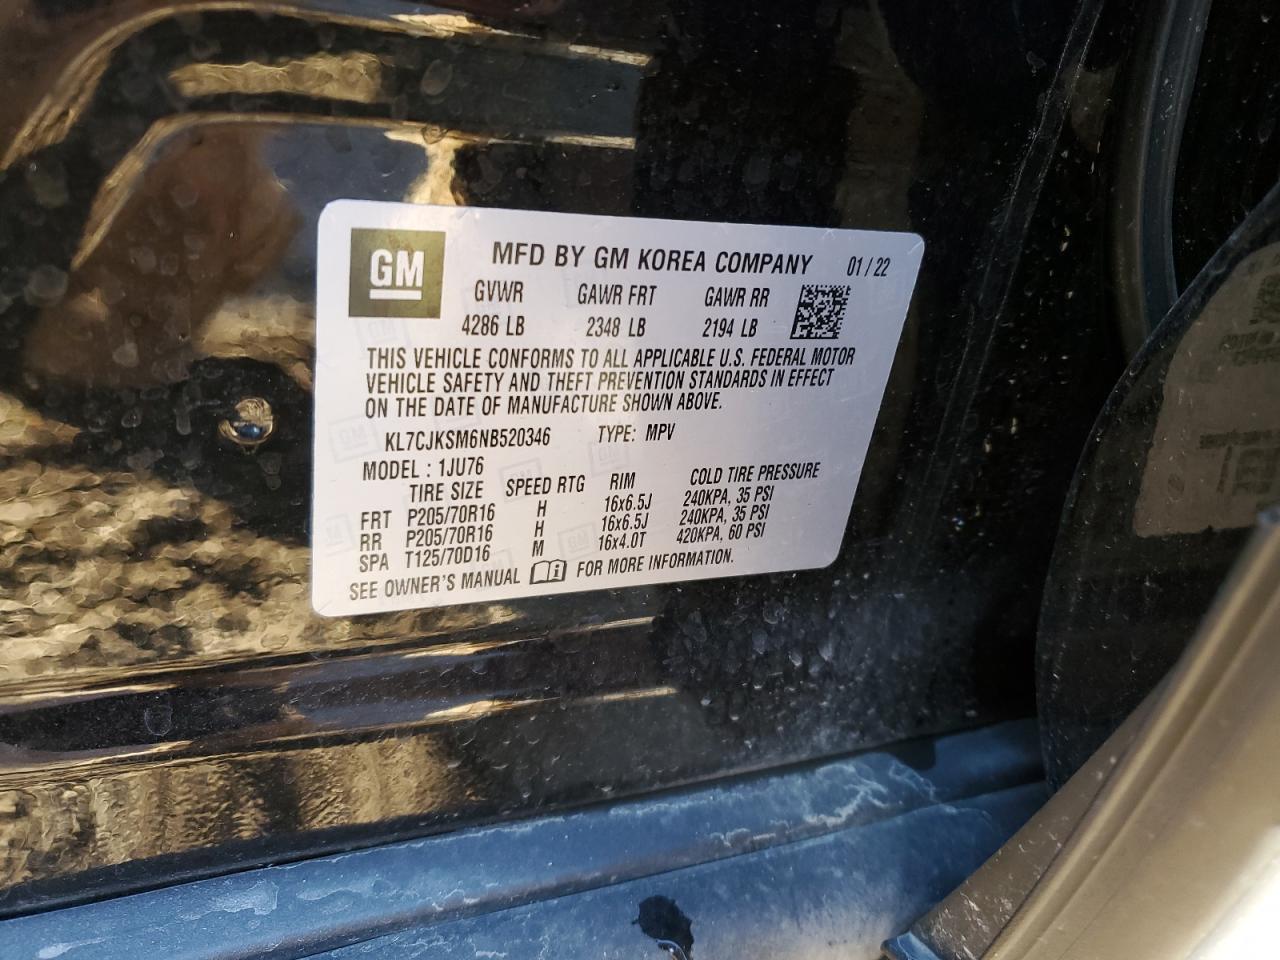 GM
MFD BY GM KOREA COMPANY 01 / 22
GVWR GAWR FRT GAWR RR
4286 LB 2348 LB 2194 LB
THIS VEHICLE CONFORMS TO ALL APPLICABLE U.S. FEDERAL MOTOR
VEHICLE SAFETY AND THEFT PREVENTION STANDARDS IN EFFECT
ON THE DATE OF MANUFACTURE SHOWN ABOVE.
KL7CJKSM6NB520346 TYPE: MPV
MODEL : 1JU76
TIRE SIZE SPEED RTG RIM COLD TIRE PRESSURE
FRT P205/70R16 H 16x6.5J 240KPA, 35 PSI
RR P205/70R16 H 16x6.5J 240KPA, 35 PSI
SPA T125/70D16 M 16x4.0T 420KPA, 60 PSI
SEE OWNER'S MANUAL FOR MORE INFORMATION.